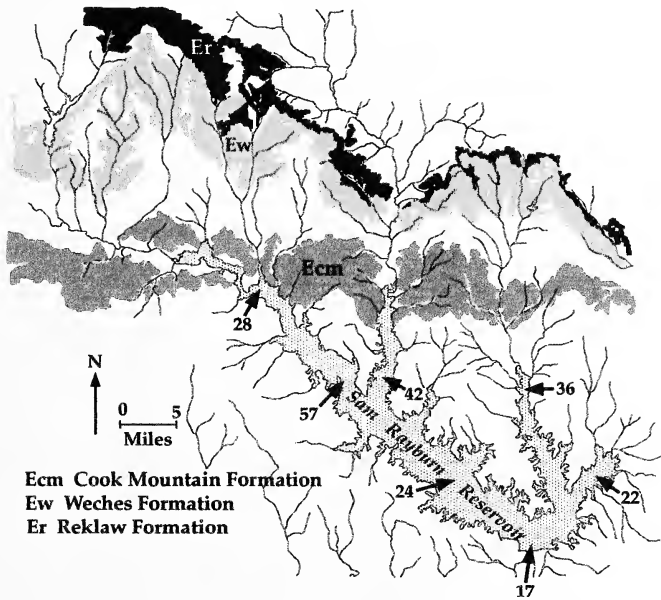 Er
Ew
Ecm
28
N
57
42
36
0 5
Miles
Sam Rayburn Reservoir
24
22
17
Ecm Cook Mountain Formation
Ew Weches Formation
Er Reklaw Formation